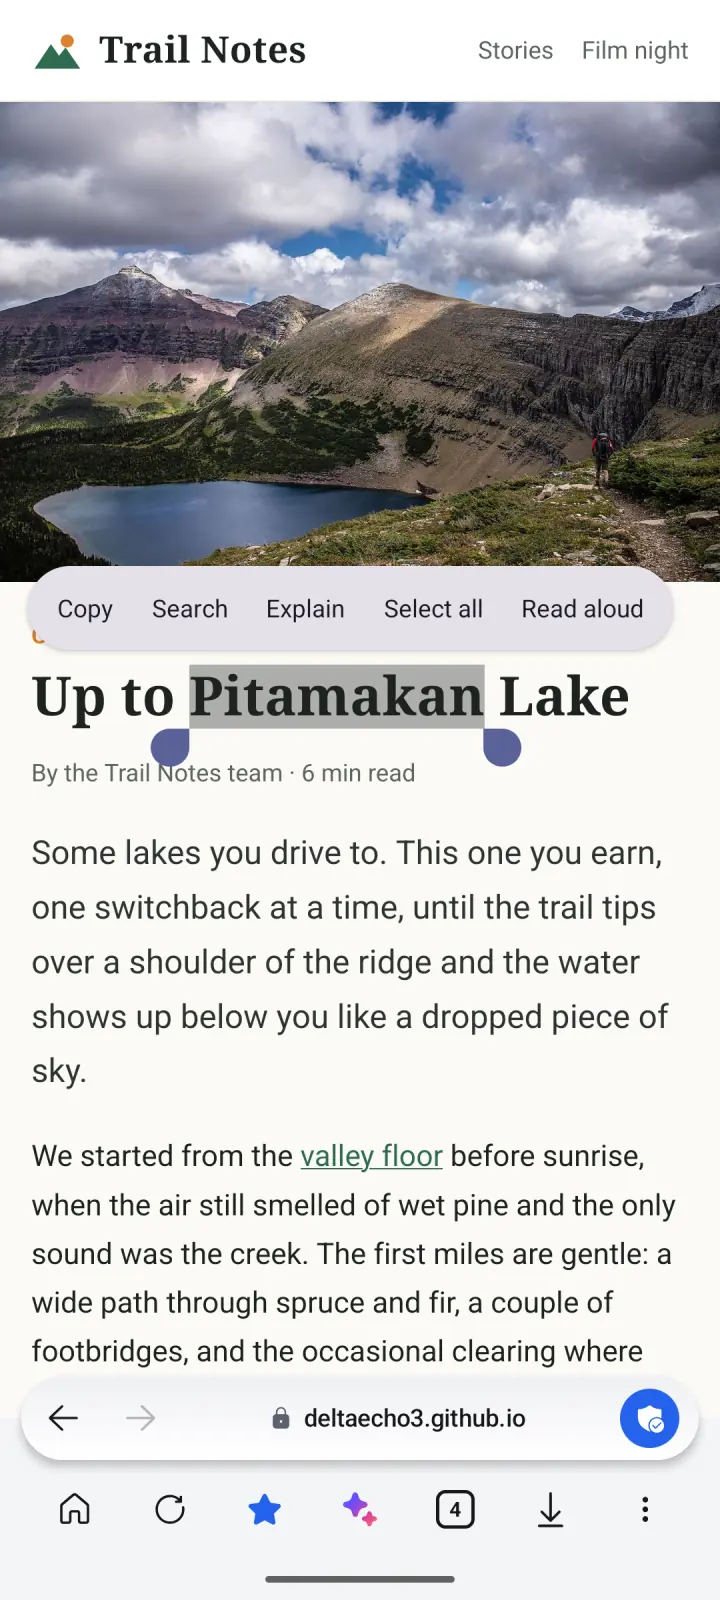 Trail Notes
Stories Film night
Copy Search Explain Select all Read aloud
Up to Pitamakan Lake
By the Trail Notes team · 6 min read
Some lakes you drive to. This one you earn,
one switchback at a time, until the trail tips
over a shoulder of the ridge and the water
shows up below you like a dropped piece of
sky.
We started from the valley floor before sunrise,
when the air still smelled of wet pine and the only
sound was the creek. The first miles are gentle: a
wide path through spruce and fir, a couple of
footbridges, and the occasional clearing where
deltaecho3.github.io
4